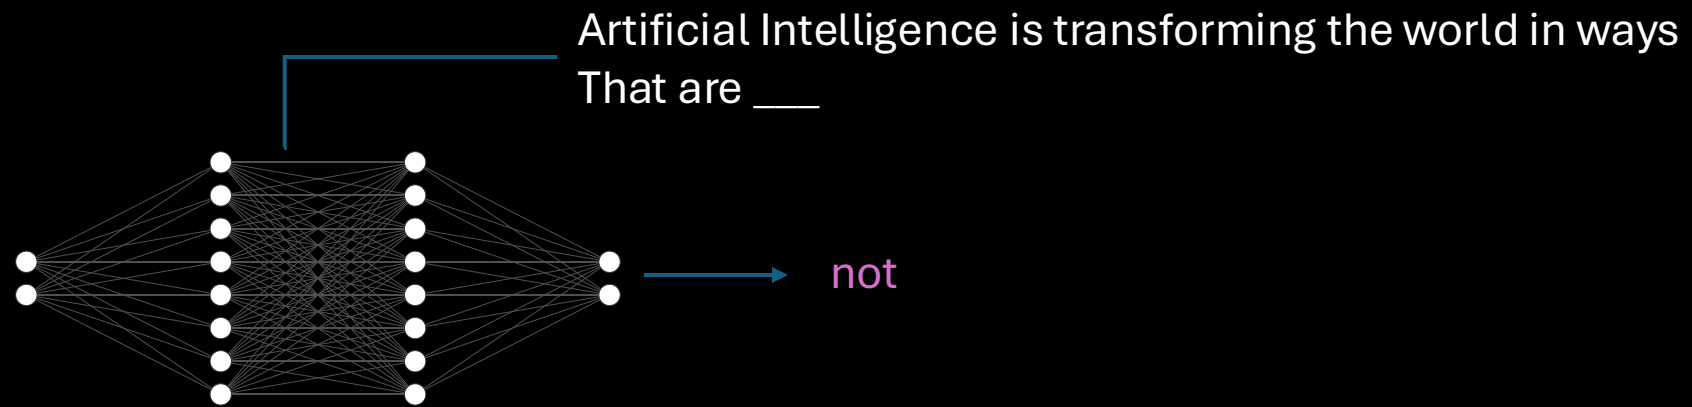 Artificial Intelligence is transforming the world in ways
That are ___
not